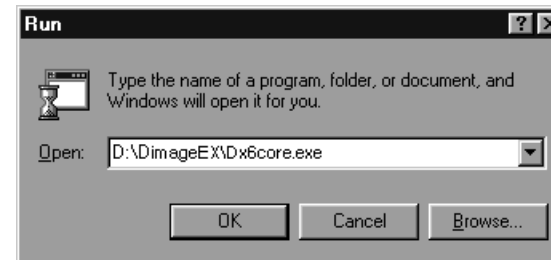 Run
Type the name of a program, folder, or document, and
Windows will open it for you.
Open: D:\DimageEX\Dx6core.exe
OK Cancel Browse...